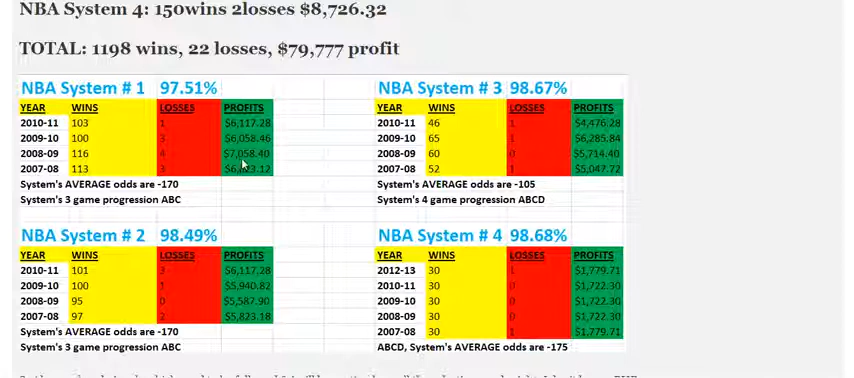 NBA System 4: 150wins 2losses $8,726.32
TOTAL: 1198 wins, 22 losses, $79,777 profit
NBA System # 1 97.51%
YEAR WINS LOSSES PROFITS
2010-11 103 1 $6,117.28
2009-10 100 3 $6,058.46
2008-09 116 4 $7,058.40
2007-08 113 3
System's AVERAGE odds are -170
System's 3 game progression ABC
NBA System # 3 98.67%
YEAR WINS LOSSES PROFITS
2010-11 46 1 $4,476.28
2009-10 65 1 $6,285.84
2008-09 60 0 $5,714.40
2007-08 52 1 $5,047.72
System's AVERAGE odds are -105
System's 4 game progression ABCD
NBA System # 2 98.49%
YEAR WINS LOSSES PROFITS
2010-11 101 3 $6,117.28
2009-10 100 1 $5,940.82
2008-09 95 0 $5,587.90
2007-08 97 2 $5,823.18
System's AVERAGE odds are -170
System's 3 game progression ABC
NBA System # 4 98.68%
YEAR WINS LOSSES PROFITS
2012-13 30 1 $1,779.71
2010-11 30 0 $1,722.30
2009-10 30 0 $1,722.30
2008-09 30 0 $1,722.30
2007-08 30 1 $1,779.71
ABCD, System's AVERAGE odds are -175